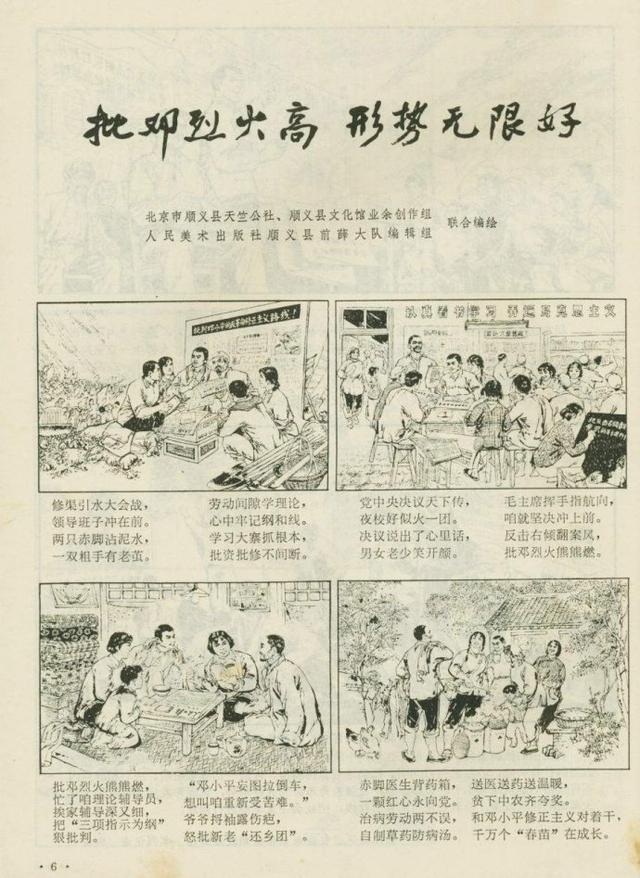 批邓烈火高 形势无限好
北京市顺义县天竺公社、顺义县文化馆业余创作组
人民美术出版社顺义县前薛大队编辑组
联合编绘
认真看书学习 弄通马克思主义
修渠引水大会战，
领导班子冲在前。
两只赤脚沾泥水，
一双粗手有老茧。
劳动间隙学理论，
心中牢记纲和线。
学习大寨抓根本，
批资批修不间断。
党中央决议天下传，
夜校好似火一团。
决议说出了心里话，
男女老少笑开颜。
毛主席挥手指航向，
咱就坚决冲上前。
反击右倾翻案风，
批邓烈火熊熊燃。
批邓烈火熊熊燃，
忙了咱理论辅导员，
挨家辅导深又细，
把“三项指示为纲”
狠批判。
“邓小平妄图拉倒车，
想叫咱重新受苦难。”
爷爷捋袖露伤疤，
怒批新老“还乡团”。
赤脚医生背药箱，
一颗红心永向党。
治病劳动两不误，
自制草药防病汤。
送医送药送温暖，
贫下中农齐夸奖。
和邓小平修正主义对着干，
千万个“春苗”在成长。
· 6 ·